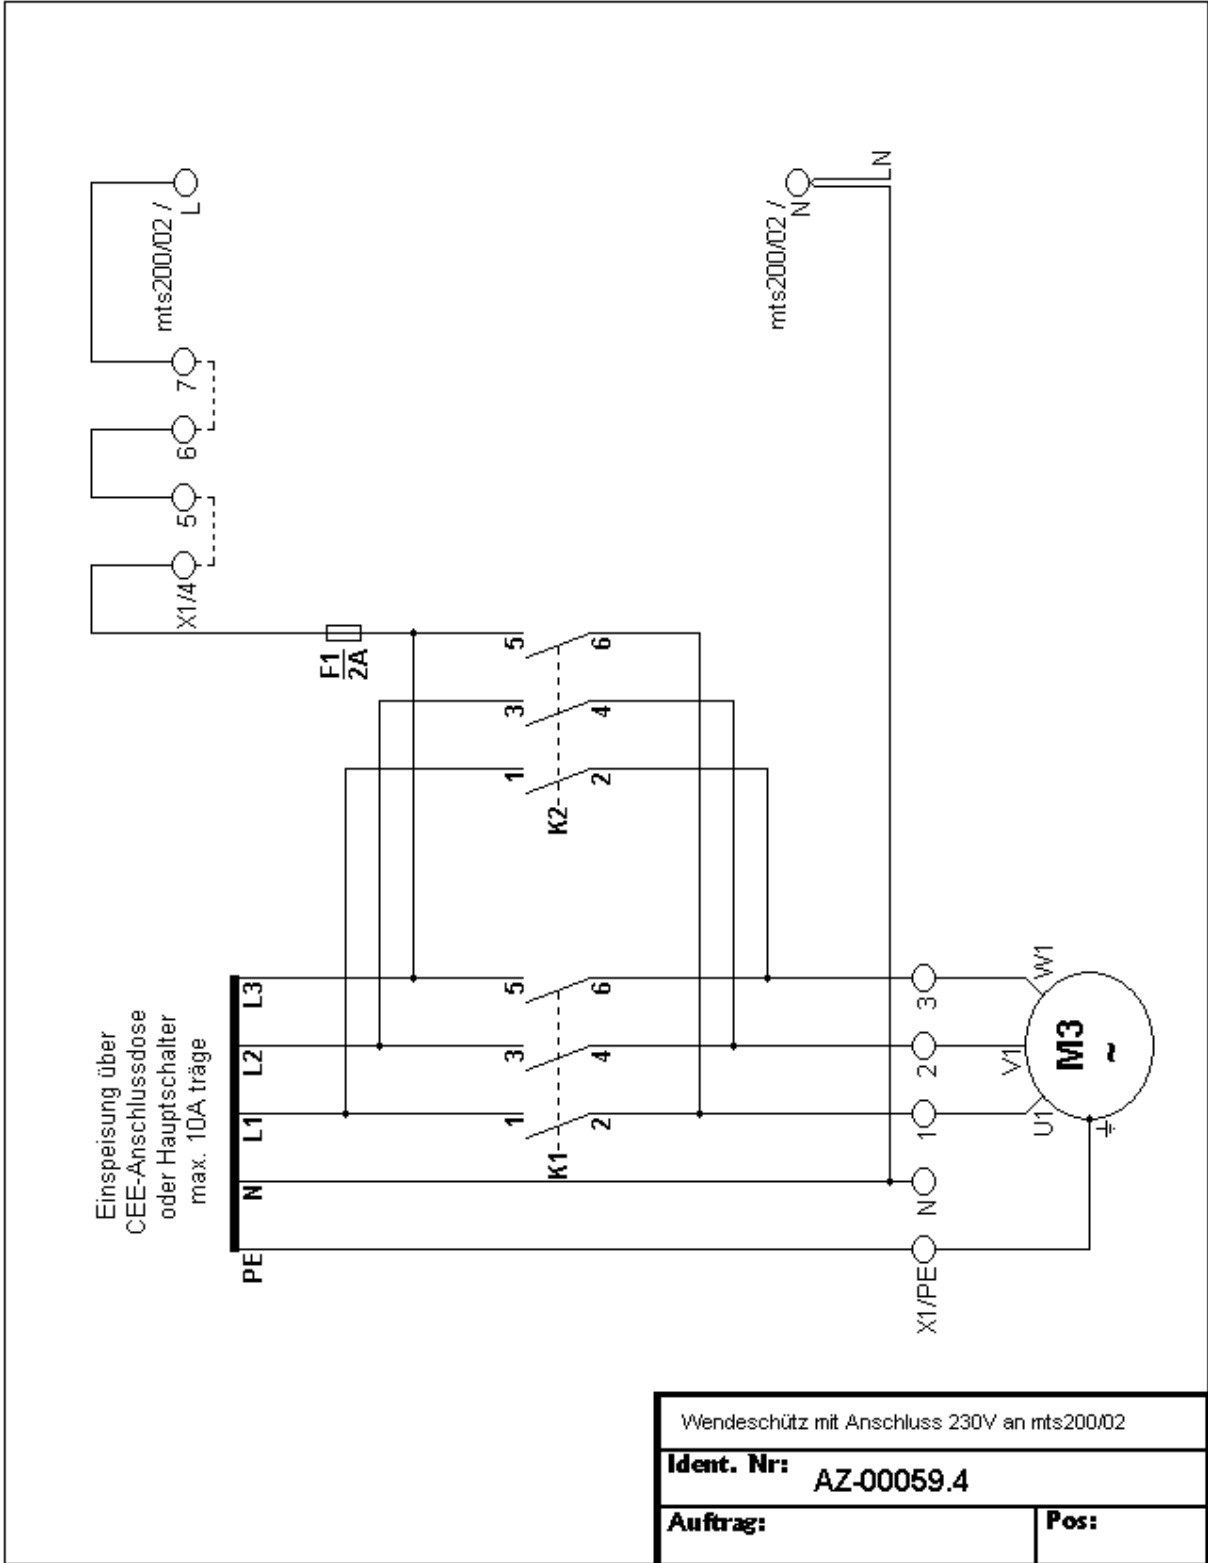 mts200/02 /
L
7
6
5
X1/4
mts200/02 /
N
LN
F1
2A
5
3
1
6
4
2
K2
Einspeisung über
CEE-Anschlussdose
oder Hauptschalter
max. 10A träge
L3
L2
L1
N
PE
5
3
1
6
4
2
K1
3
2
1
N
X1/PE
W1
V1
U1
M3
~
Wendeschütz mit Anschluss 230V an mts200/02
Ident. Nr: AZ-00059.4
Auftrag: Pos: